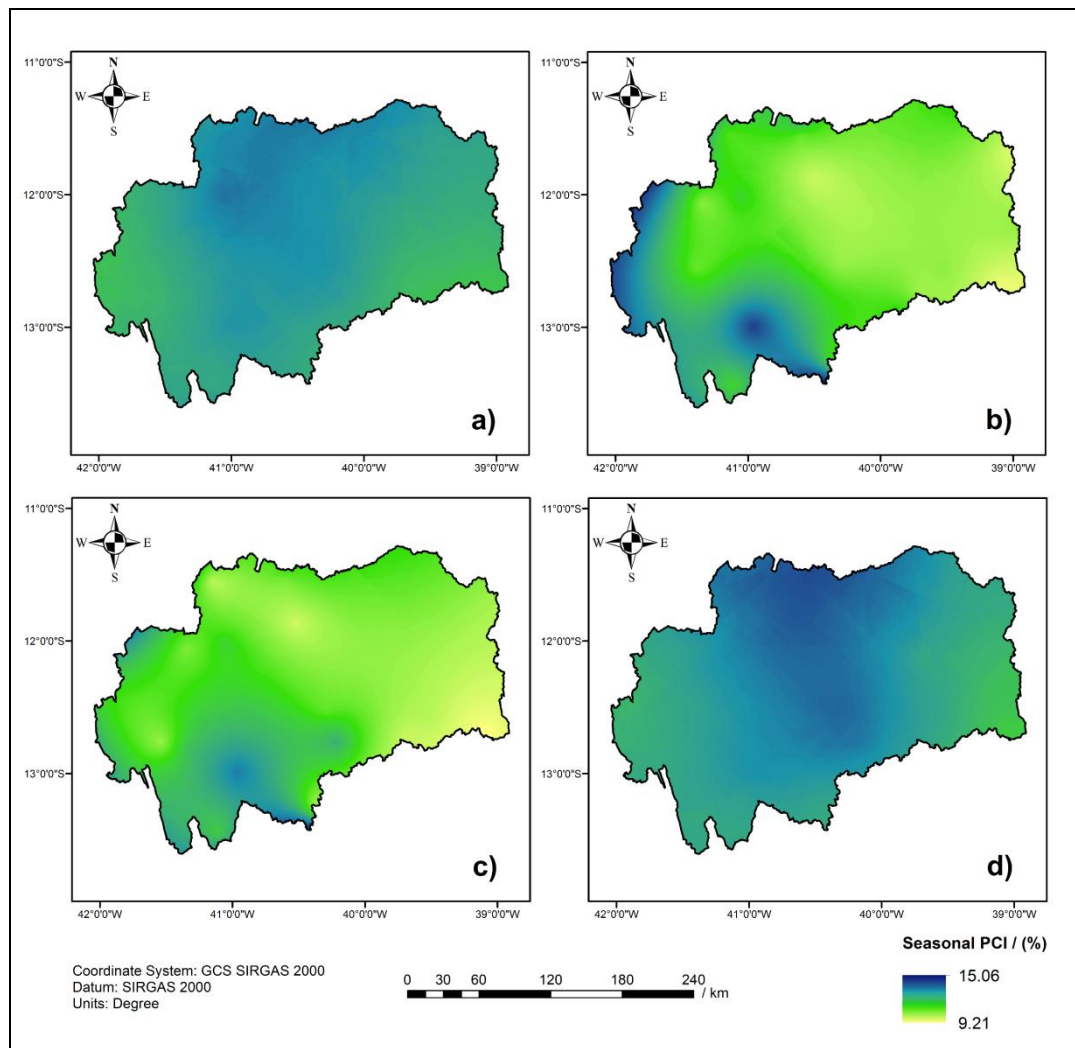 N
W E
S
11°0'0"S
12°0'0"S
13°0'0"S
a)
42°0'0"W 41°0'0"W 40°0'0"W 39°0'0"W
N
W E
S
11°0'0"S
12°0'0"S
13°0'0"S
b)
42°0'0"W 41°0'0"W 40°0'0"W 39°0'0"W
N
W E
S
11°0'0"S
12°0'0"S
13°0'0"S
c)
42°0'0"W 41°0'0"W 40°0'0"W 39°0'0"W
N
W E
S
11°0'0"S
12°0'0"S
13°0'0"S
d)
42°0'0"W 41°0'0"W 40°0'0"W 39°0'0"W
Coordinate System: GCS SIRGAS 2000
Datum: SIRGAS 2000
Units: Degree
0 30 60 120 180 240
/ km
Seasonal PCI / (%)
15.06
9.21